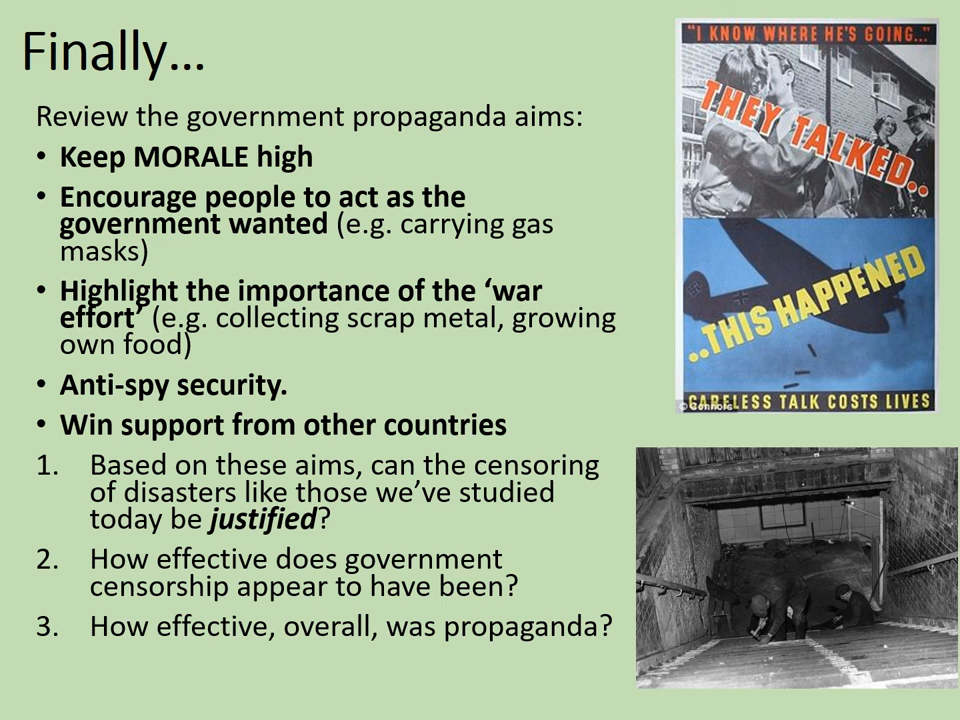 Finally…
Review the government propaganda aims:
• Keep MORALE high
• Encourage people to act as the
government wanted (e.g. carrying gas
masks)
• Highlight the importance of the ‘war
effort’ (e.g. collecting scrap metal, growing
own food)
• Anti-spy security.
• Win support from other countries
1. Based on these aims, can the censoring
of disasters like those we’ve studied
today be justified?
2. How effective does government
censorship appear to have been?
3. How effective, overall, was propaganda?
"I KNOW WHERE HE'S GOING..."
THEY TALKED..
..THIS HAPPENED
CARELESS TALK COSTS LIVES